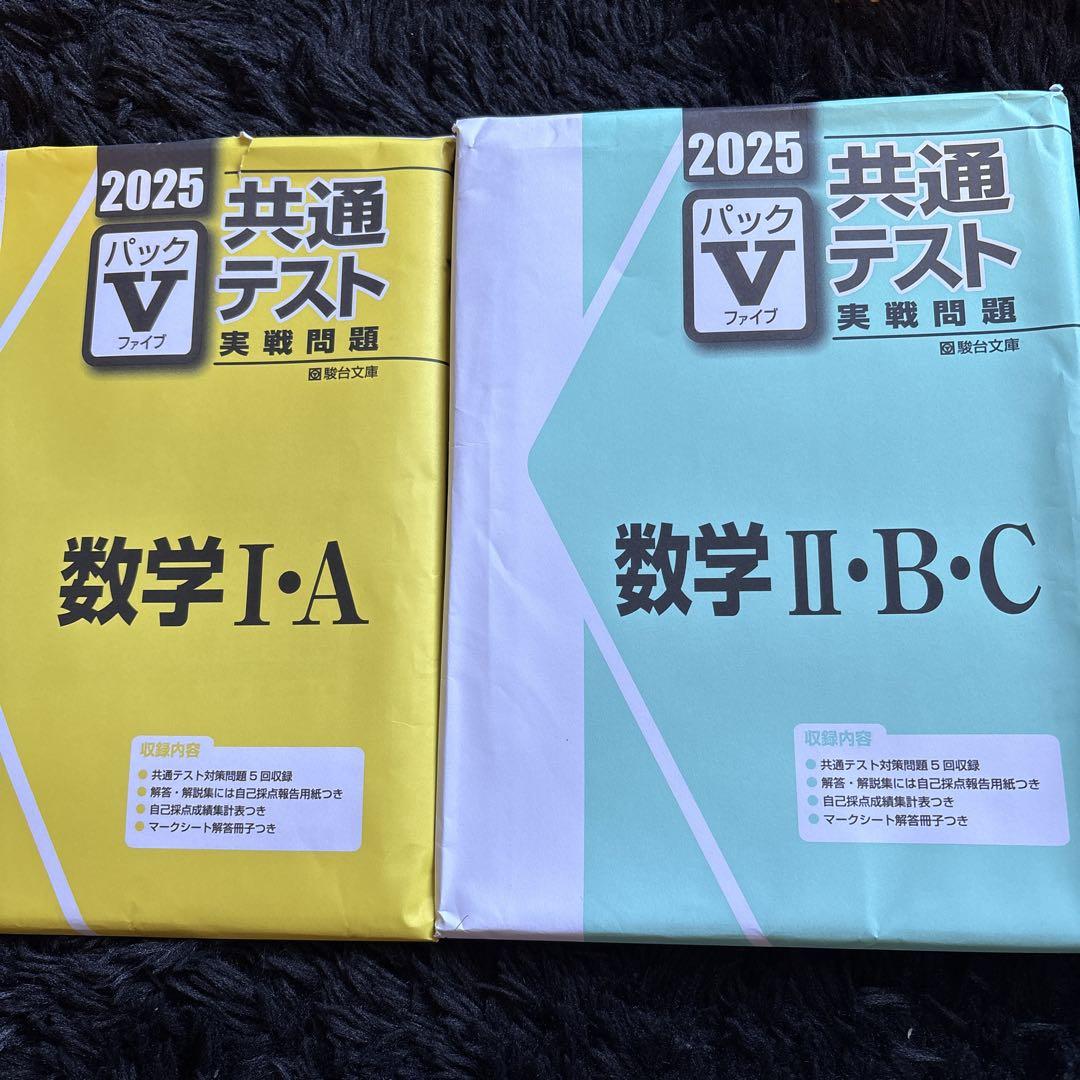 2025
パック
V
ファイブ
共通
テスト
実戦問題
駿台文庫
数学I・A
収録内容
● 共通テスト対策問題5回収録
● 解答・解説集には自己採点報告用紙つき
● 自己採点成績集計表つき
● マークシート解答冊子つき
2025
パック
V
ファイブ
共通
テスト
実戦問題
駿台文庫
数学II・B・C
収録内容
● 共通テスト対策問題5回収録
● 解答・解説集には自己採点報告用紙つき
● 自己採点成績集計表つき
● マークシート解答冊子つき